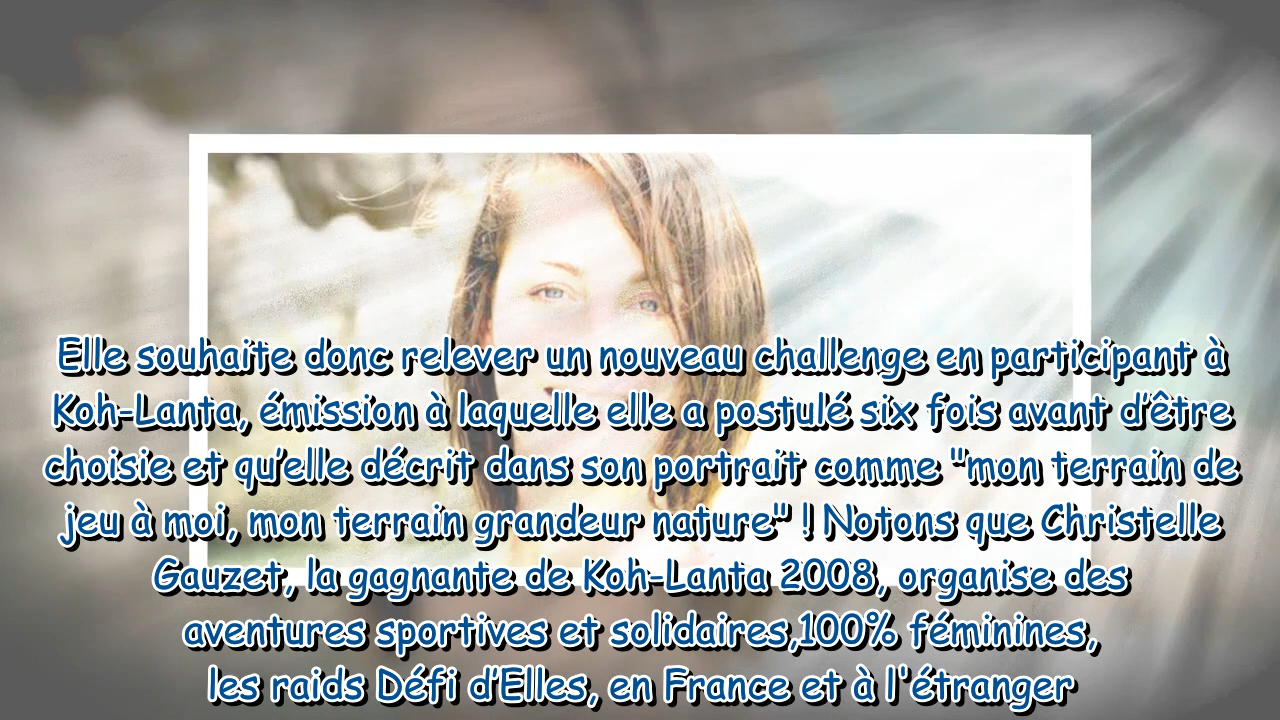 Elle souhaite donc relever un nouveau challenge en participant à
Koh-Lanta, émission à laquelle elle a postulé six fois avant d’être
choisie et qu’elle décrit dans son portrait comme "mon terrain de
jeu à moi, mon terrain grandeur nature" ! Notons que Christelle
Gauzet, la gagnante de Koh-Lanta 2008, organise des
aventures sportives et solidaires,100% féminines,
les raids Défi d’Elles, en France et à l'étranger